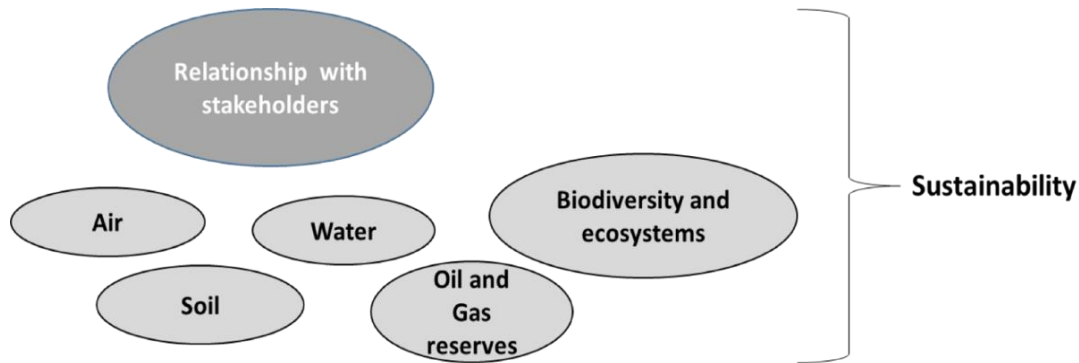 Relationship with
stakeholders
Air
Water
Biodiversity and
ecosystems
Sustainability
Soil
Oil and
Gas
reserves